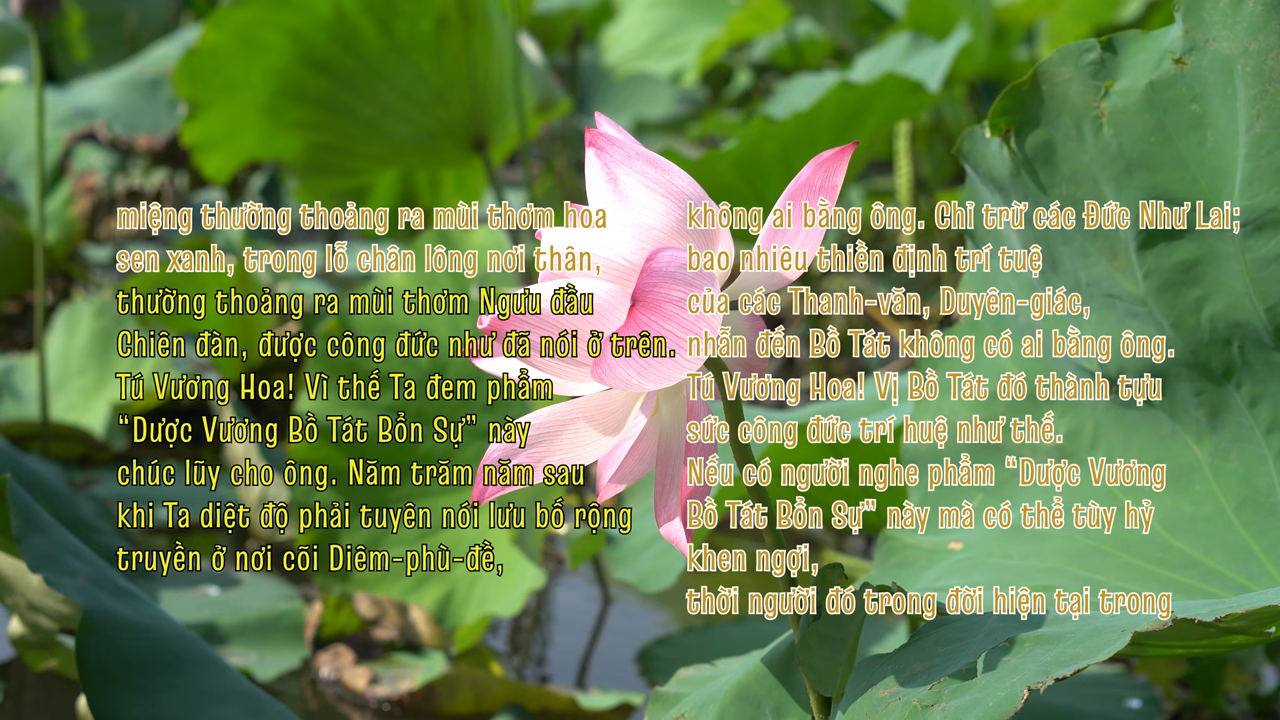 miệng thường thoảng ra mùi thơm hoa
sen xanh, trong lỗ chân lông nơi thân,
thường thoảng ra mùi thơm Ngưu đầu
Chiên đàn, được công đức như đã nói ở trên.
Tú Vương Hoa! Vì thế Ta đem phẩm
“Dược Vương Bồ Tát Bổn Sự” này
chúc lũy cho ông. Năm trăm năm sau
khi Ta diệt độ phải tuyên nói lưu bố rộng
truyền ở nơi cõi Diêm-phù-đề,
không ai bằng ông. Chỉ trừ các Đức Như Lai;
bao nhiêu thiền định trí tuệ
của các Thanh-văn, Duyên-giác,
nhẫn đến Bồ Tát không có ai bằng ông.
Tú Vương Hoa! Vị Bồ Tát đó thành tựu
sức công đức trí huệ như thế.
Nếu có người nghe phẩm “Dược Vương
Bồ Tát Bổn Sự” này mà có thể tùy hỷ
khen ngợi,
thời người đó trong đời hiện tại trong